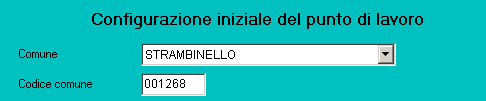 Configurazione iniziale del punto di lavoro
Comune STRAMBINELLO
Codice comune 001268